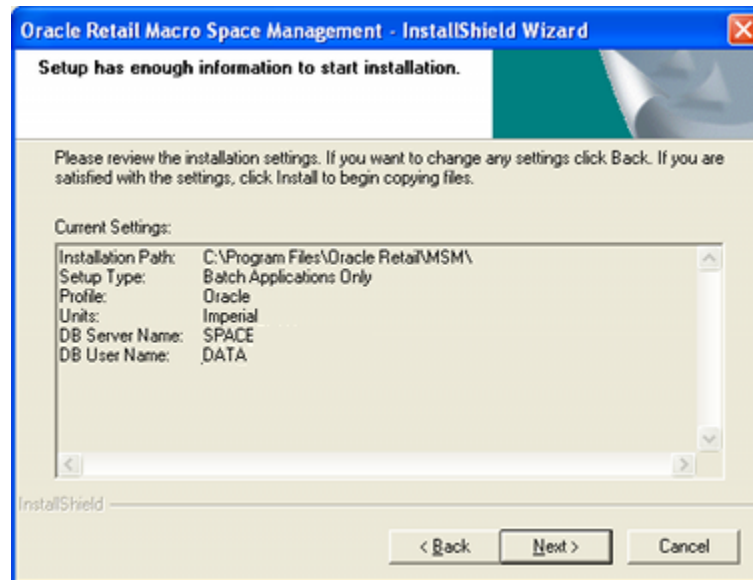 Oracle Retail Macro Space Management - InstallShield Wizard
Setup has enough information to start installation.
Please review the installation settings. If you want to change any settings click Back. If you are
satisfied with the settings, click Install to begin copying files.
Current Settings:
Installation Path: C:\Program Files\Oracle Retail\MSM\
Setup Type: Batch Applications Only
Profile: Oracle
Units: Imperial
DB Server Name: SPACE
DB User Name: DATA
InstallShield
< Back Next > Cancel